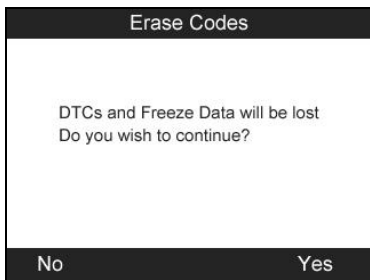 Erase Codes
DTCs and Freeze Data will be lost
Do you wish to continue?
No Yes